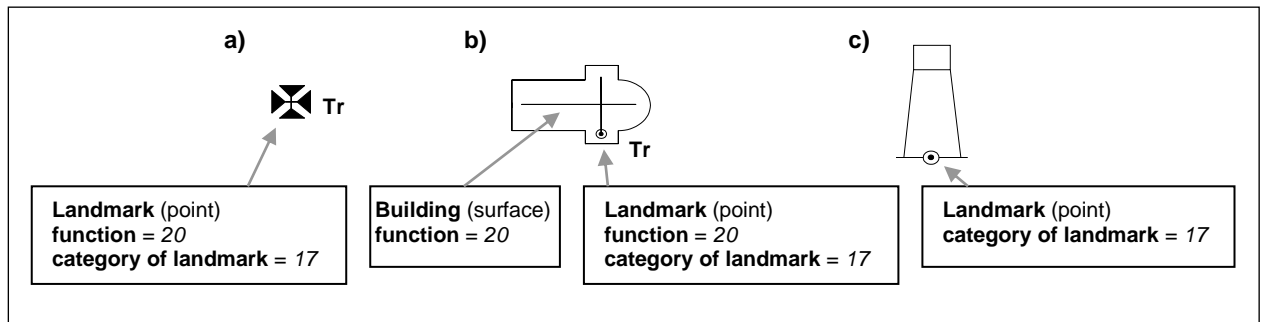 a)
Tr
Landmark (point)
function = 20
category of landmark = 17
b)
Tr
Building (surface)
function = 20
Landmark (point)
function = 20
category of landmark = 17
c)
Landmark (point)
category of landmark = 17